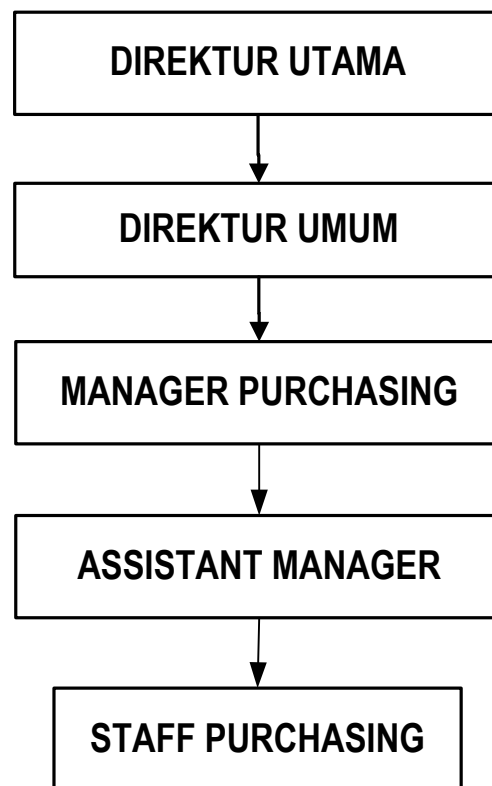 DIREKTUR UTAMA
DIREKTUR UMUM
MANAGER PURCHASING
ASSISTANT MANAGER
STAFF PURCHASING